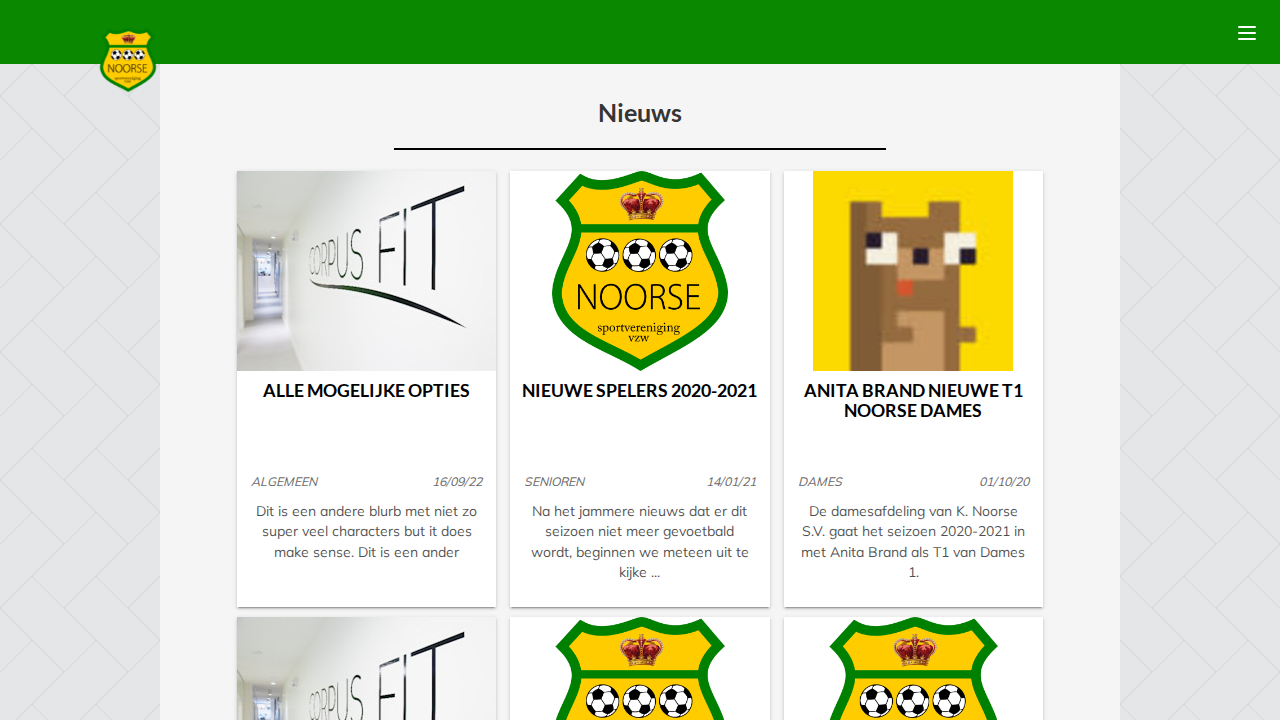 NOORSE
sportvereniging
vzw
Nieuws
CORPUS FIT
NOORSE
sportvereniging
vzw
ALLE MOGELIJKE OPTIES
NIEUWE SPELERS 2020-2021
ANITA BRAND NIEUWE T1
NOORSE DAMES
ALGEMEEN 16/09/22
SENIOREN 14/01/21
DAMES 01/10/20
Dit is een andere blurb met niet zo
super veel characters but it does
make sense. Dit is een ander
Na het jammere nieuws dat er dit
seizoen niet meer gevoetbald
wordt, beginnen we meteen uit te
kijke ...
De damesafdeling van K. Noorse
S.V. gaat het seizoen 2020-2021 in
met Anita Brand als T1 van Dames
1.
CORPUS FIT